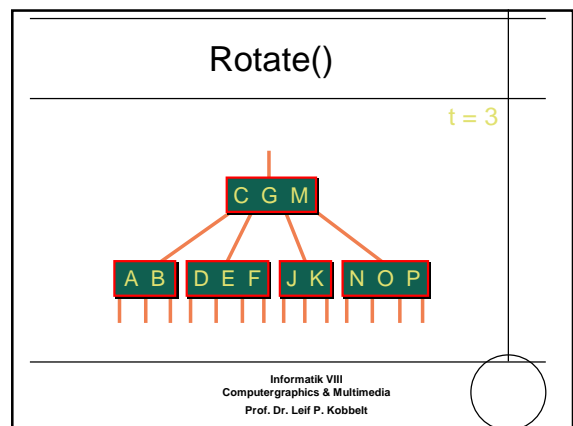 Rotate()
t = 3
C G M
A B D E F J K N O P
Informatik VIII
Computergraphics & Multimedia
Prof. Dr. Leif P. Kobbelt